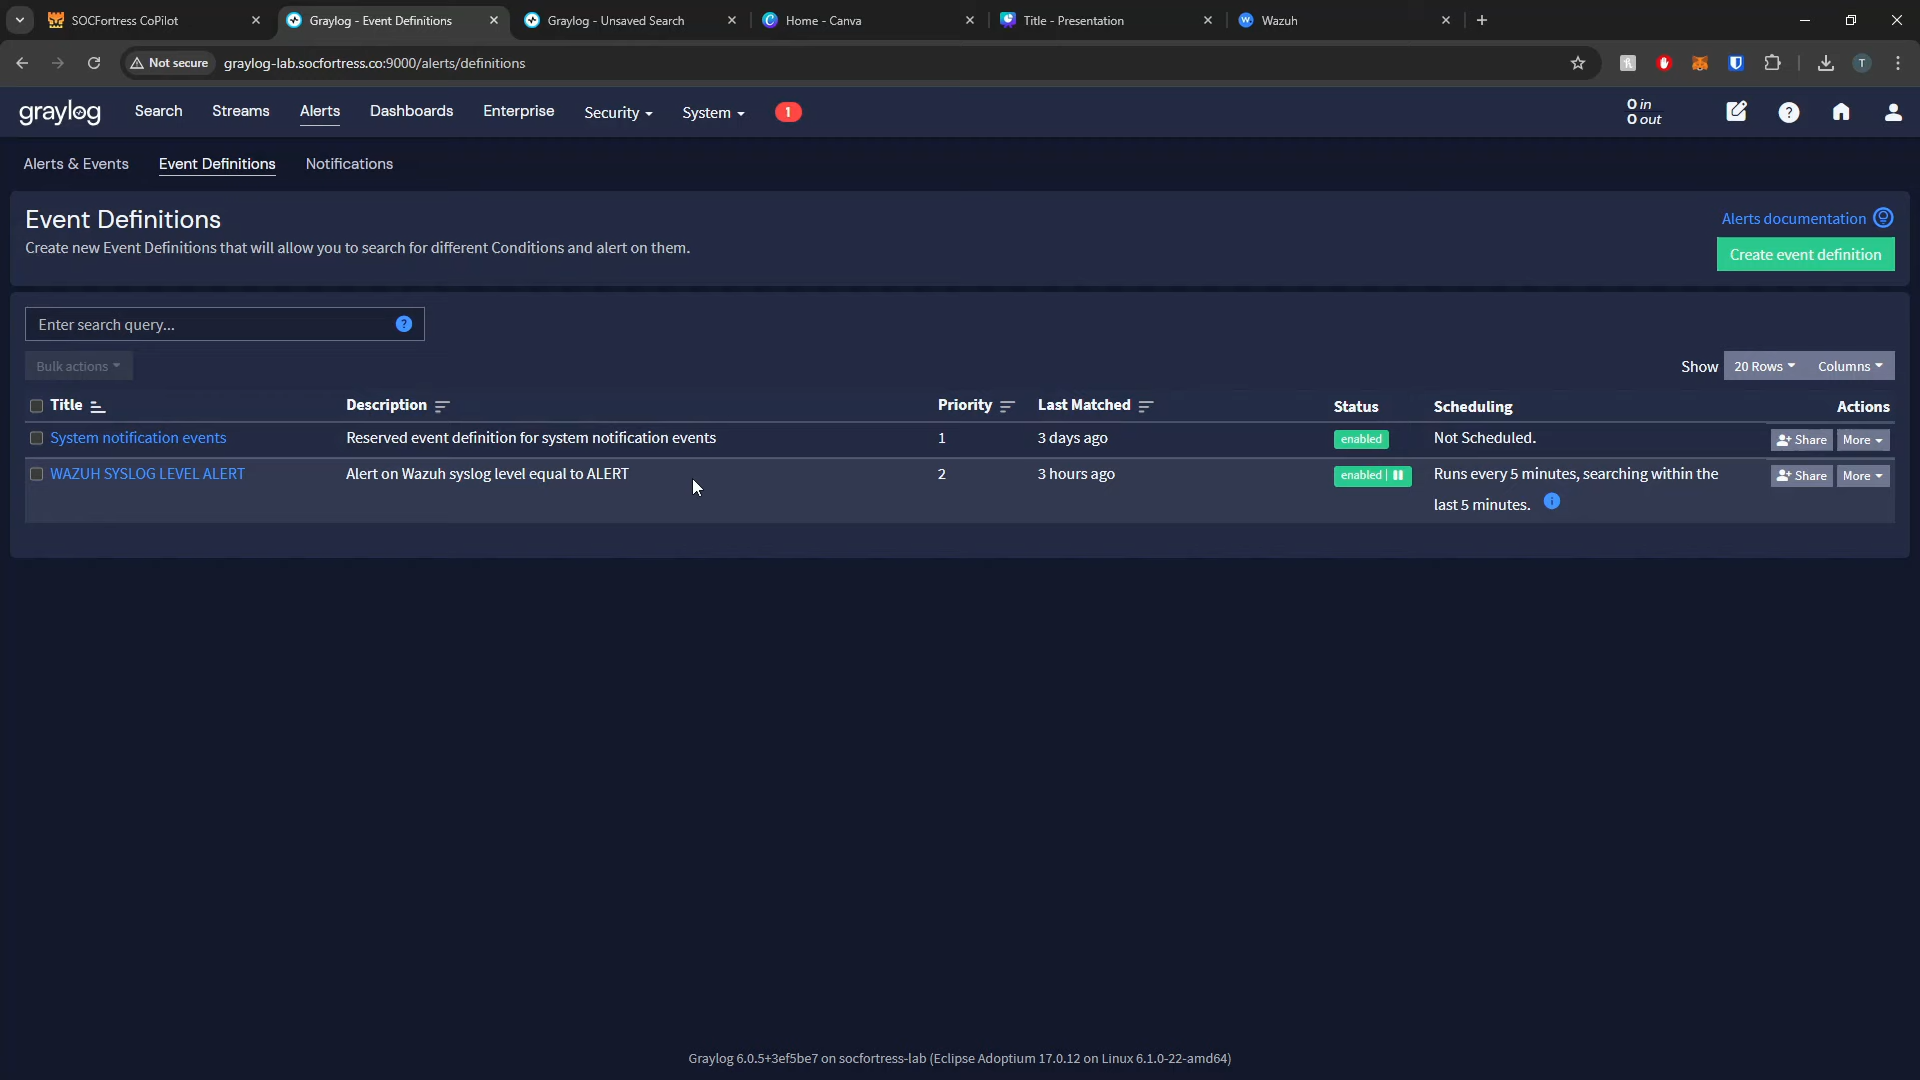 SOCFortress CoPilot
Graylog - Event Definitions
Graylog - Unsaved Search
Home - Canva
Title - Presentation
Wazuh
Not secure
graylog-lab.socfortress.co:9000/alerts/definitions
T
graylog
Search
Streams
Alerts
Dashboards
Enterprise
Security
System
1
0 in
0 out
Alerts & Events
Event Definitions
Notifications
Event Definitions
Alerts documentation
Create new Event Definitions that will allow you to search for different Conditions and alert on them.
Create event definition
Enter search query...
Bulk actions
Show
20 Rows
Columns
Title
Description
Priority
Last Matched
Status
Scheduling
Actions
System notification events
Reserved event definition for system notification events
1
3 days ago
enabled
Not Scheduled.
Share
More
WAZUH SYSLOG LEVEL ALERT
Alert on Wazuh syslog level equal to ALERT
2
3 hours ago
enabled
Runs every 5 minutes, searching within the
last 5 minutes.
Share
More
Graylog 6.0.5+3ef5be7 on socfortress-lab (Eclipse Adoptium 17.0.12 on Linux 6.1.0-22-amd64)